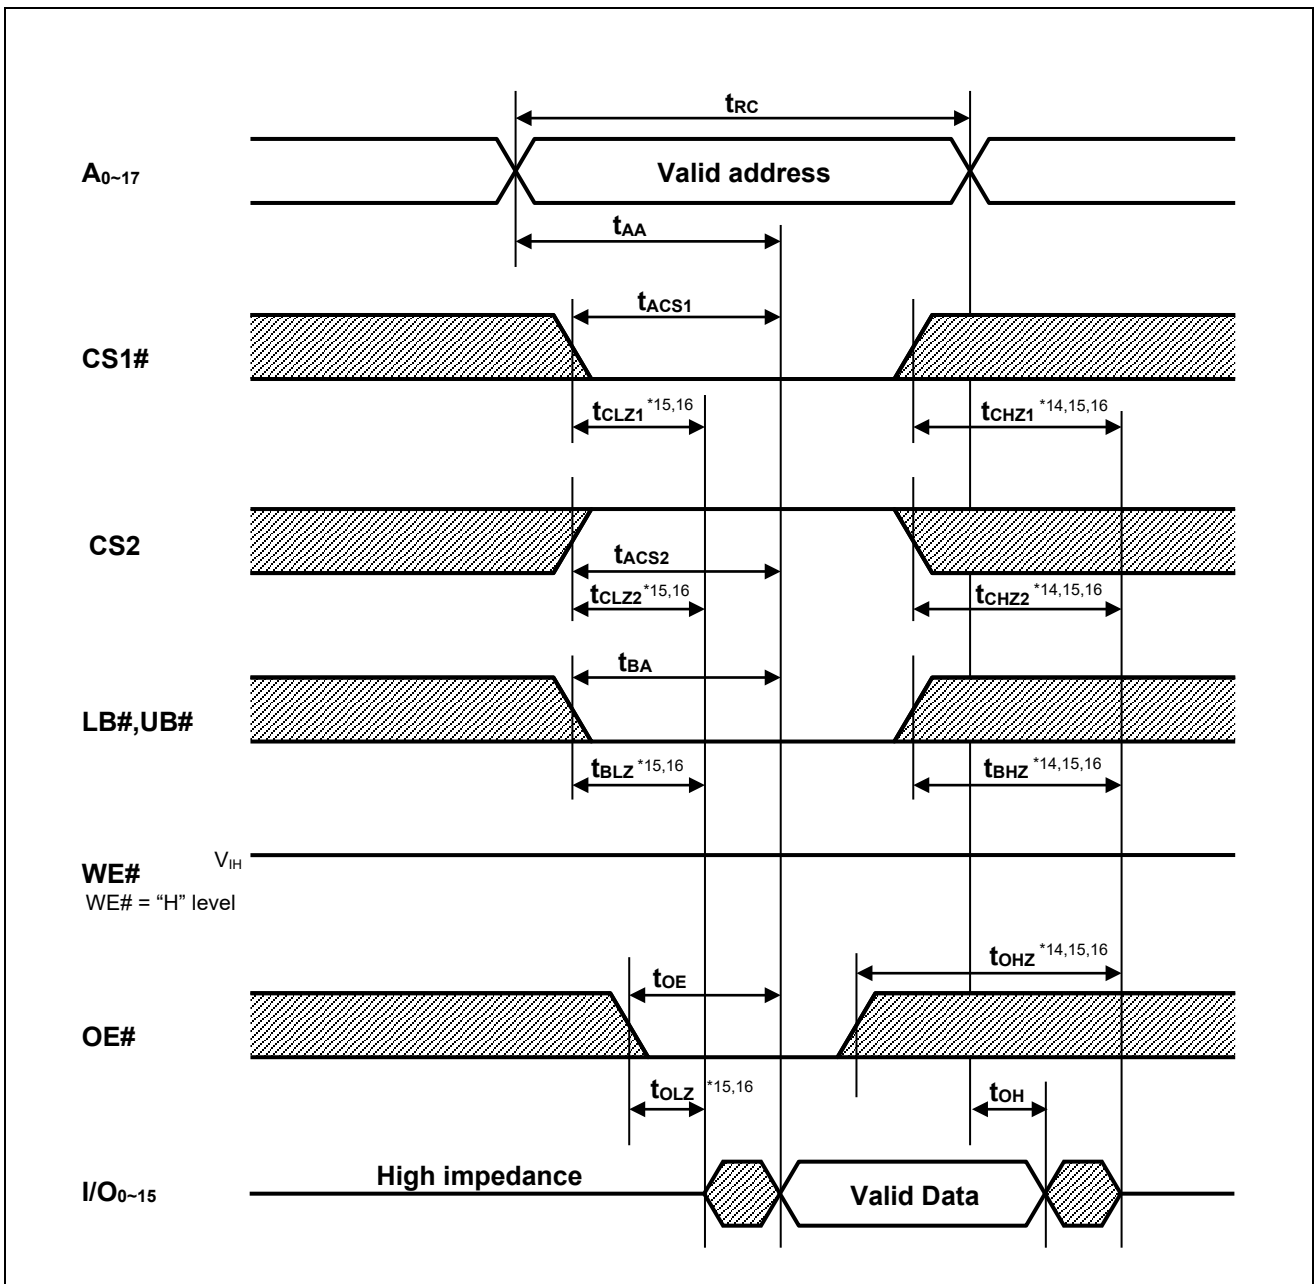 tRC
A0~17
Valid address
tAA
tACS1
CS1#
tCLZ1 *15,16
tCHZ1 *14,15,16
CS2
tACS2
tCLZ2 *15,16
tCHZ2 *14,15,16
tBA
LB#,UB#
tBLZ *15,16
tBHZ *14,15,16
WE#
VIH
WE# = “H” level
tOHZ *14,15,16
tOE
OE#
tOLZ *15,16
tOH
High impedance
I/O0~15
Valid Data